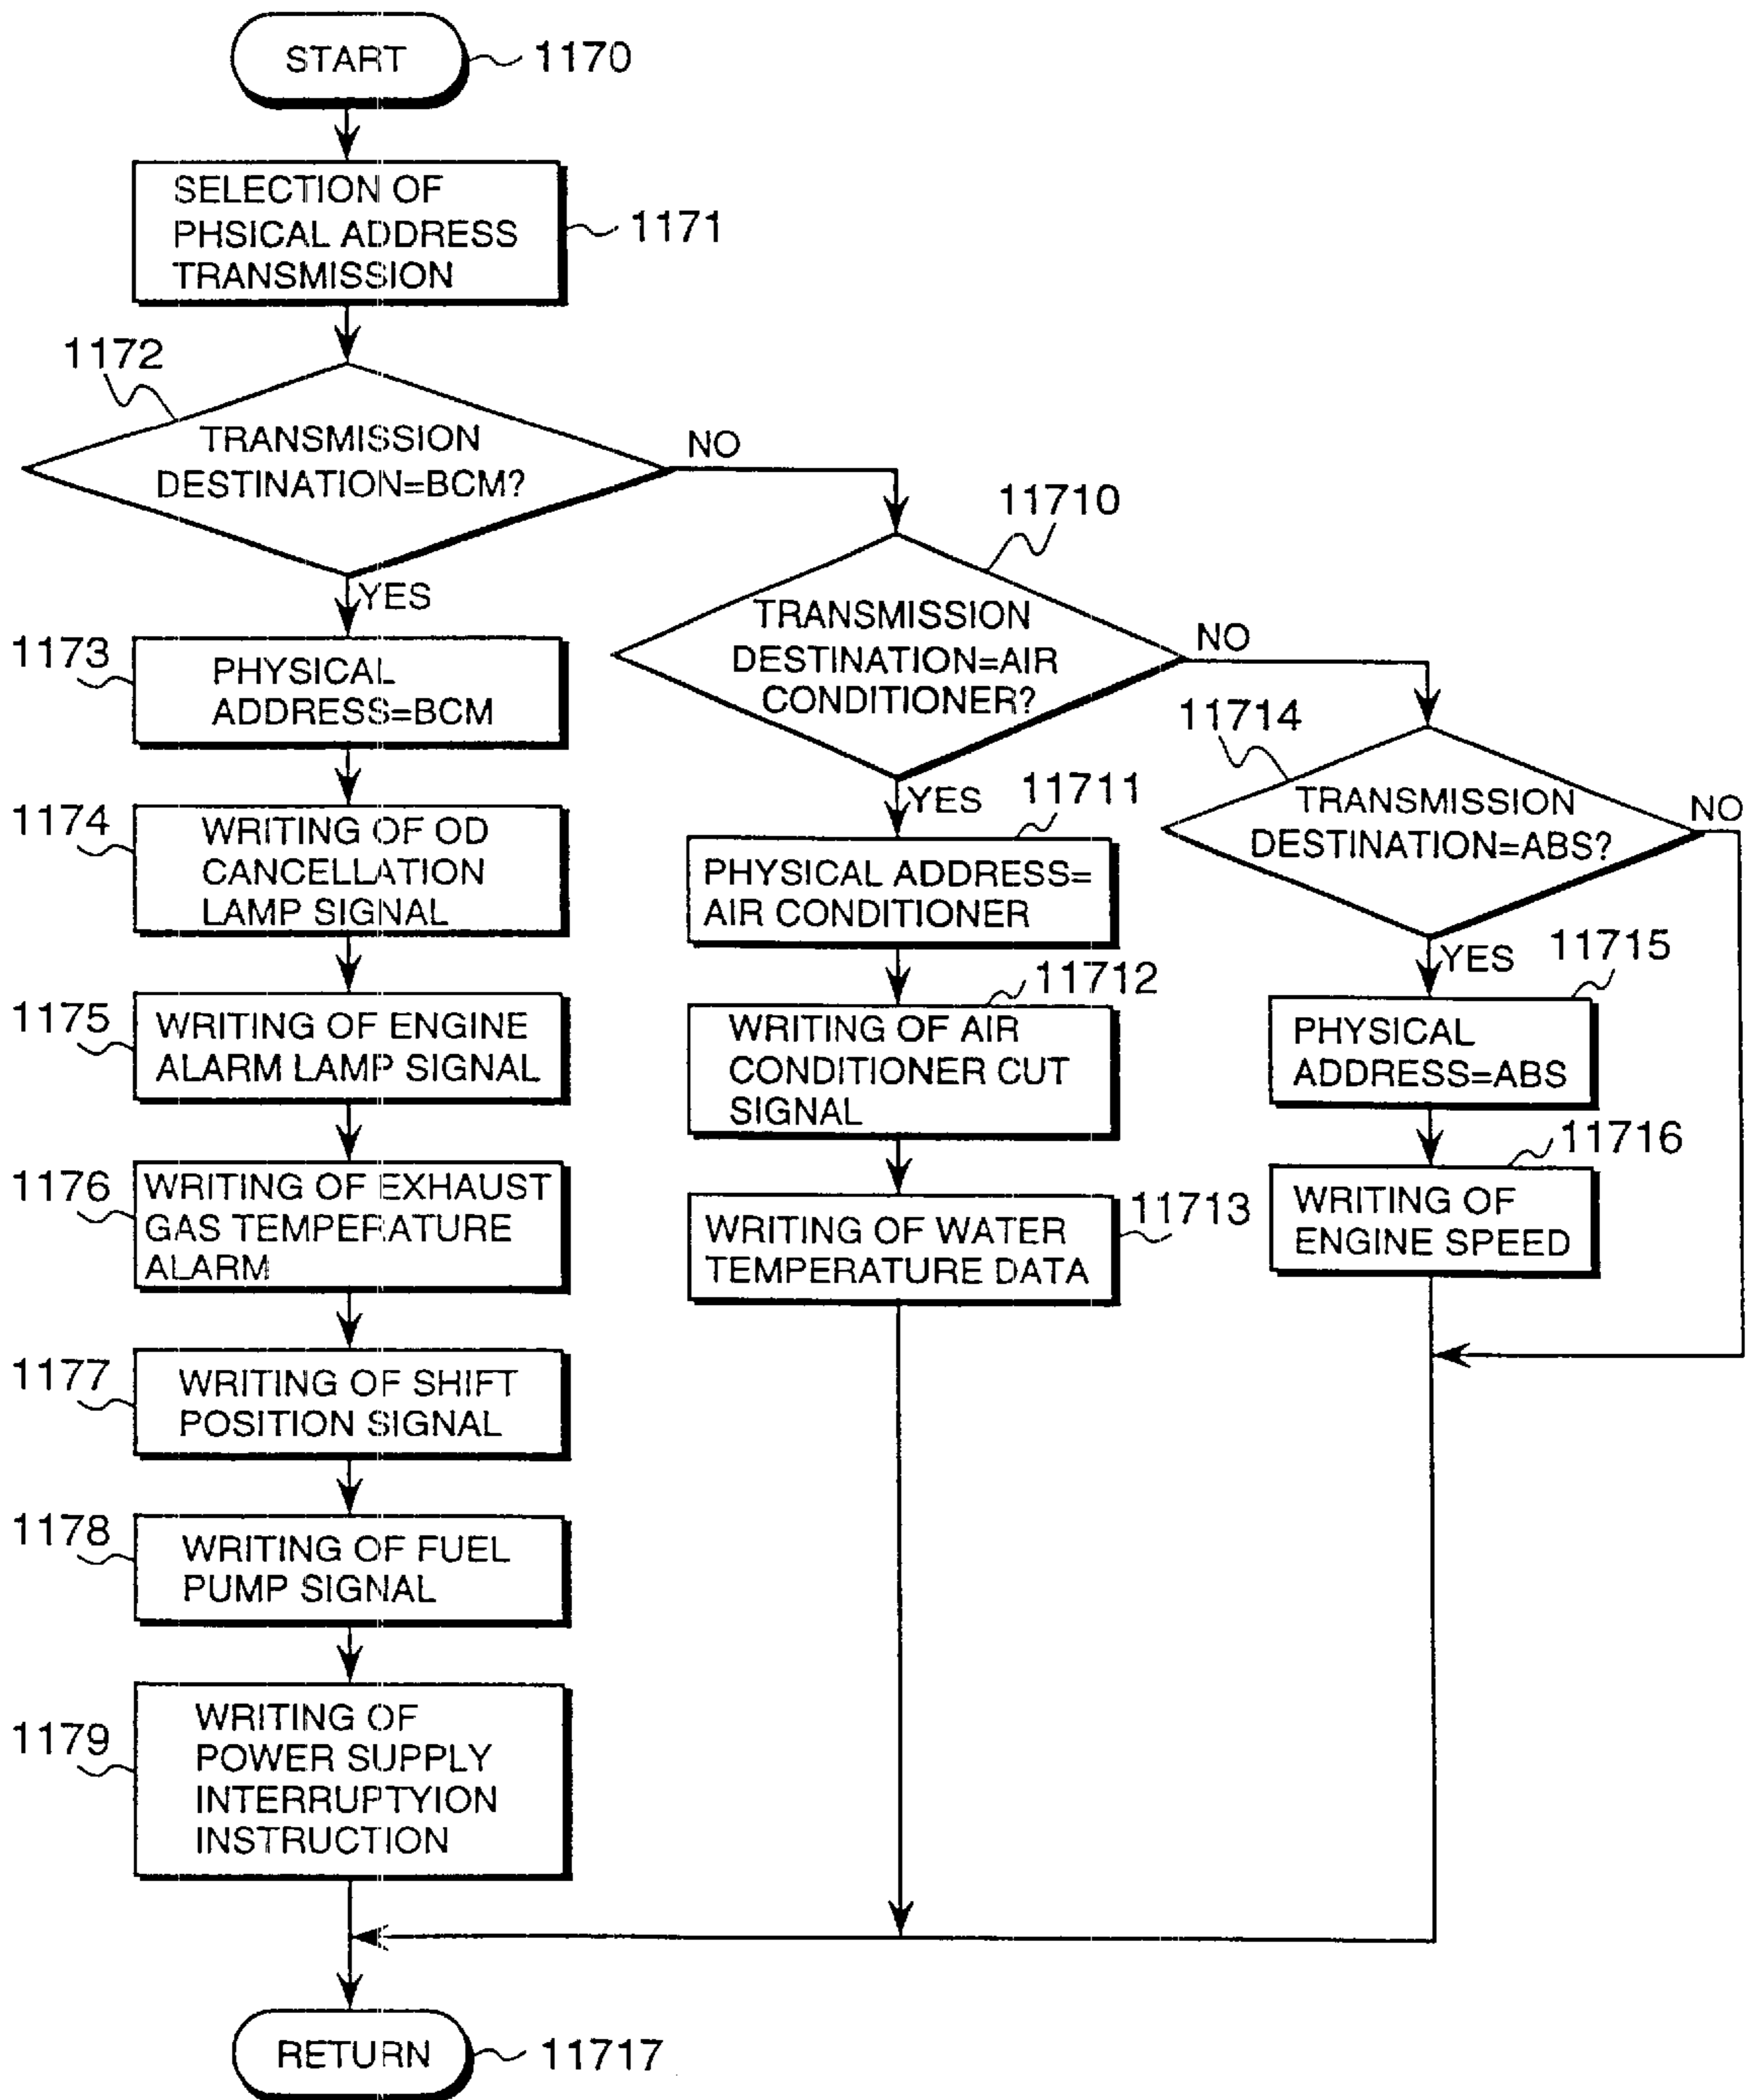 START
1170
SELECTION OF
PHSICAL ADDRESS
TRANSMISSION
1171
1172
TRANSMISSION
DESTINATION=BCM?
NO
YES
1173
PHYSICAL
ADDRESS=BCM
1174
WRITING OF OD
CANCELLATION
LAMP SIGNAL
1175
WRITING OF ENGINE
ALARM LAMP SIGNAL
1176
WRITING OF EXHAUST
GAS TEMPERATURE
ALARM
1177
WRITING OF SHIFT
POSITION SIGNAL
1178
WRITING OF FUEL
PUMP SIGNAL
1179
WRITING OF
POWER SUPPLY
INTERRUPTYION
INSTRUCTION
11710
TRANSMISSION
DESTINATION=AIR
CONDITIONER?
NO
YES
11711
PHYSICAL ADDRESS=
AIR CONDITIONER
11712
WRITING OF AIR
CONDITIONER CUT
SIGNAL
11713
WRITING OF WATER
TEMPERATURE DATA
11714
TRANSMISSION
DESTINATION=ABS?
NO
YES
11715
PHYSICAL
ADDRESS=ABS
11716
WRITING OF
ENGINE SPEED
RETURN
11717